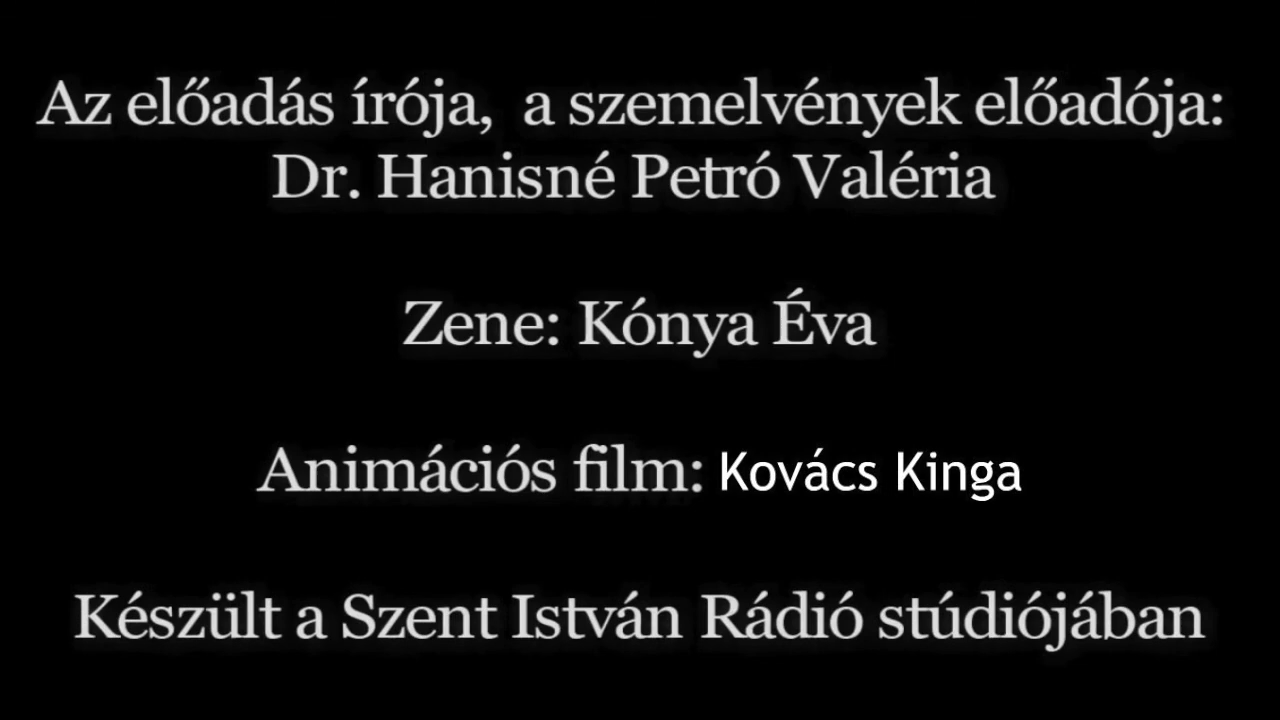 Az előadás írója, a szemelvények előadója:
Dr. Hanisné Petró Valéria
Zene: Kónya Éva
Animációs film: Kovács Kinga
Készült a Szent István Rádió stúdiójában